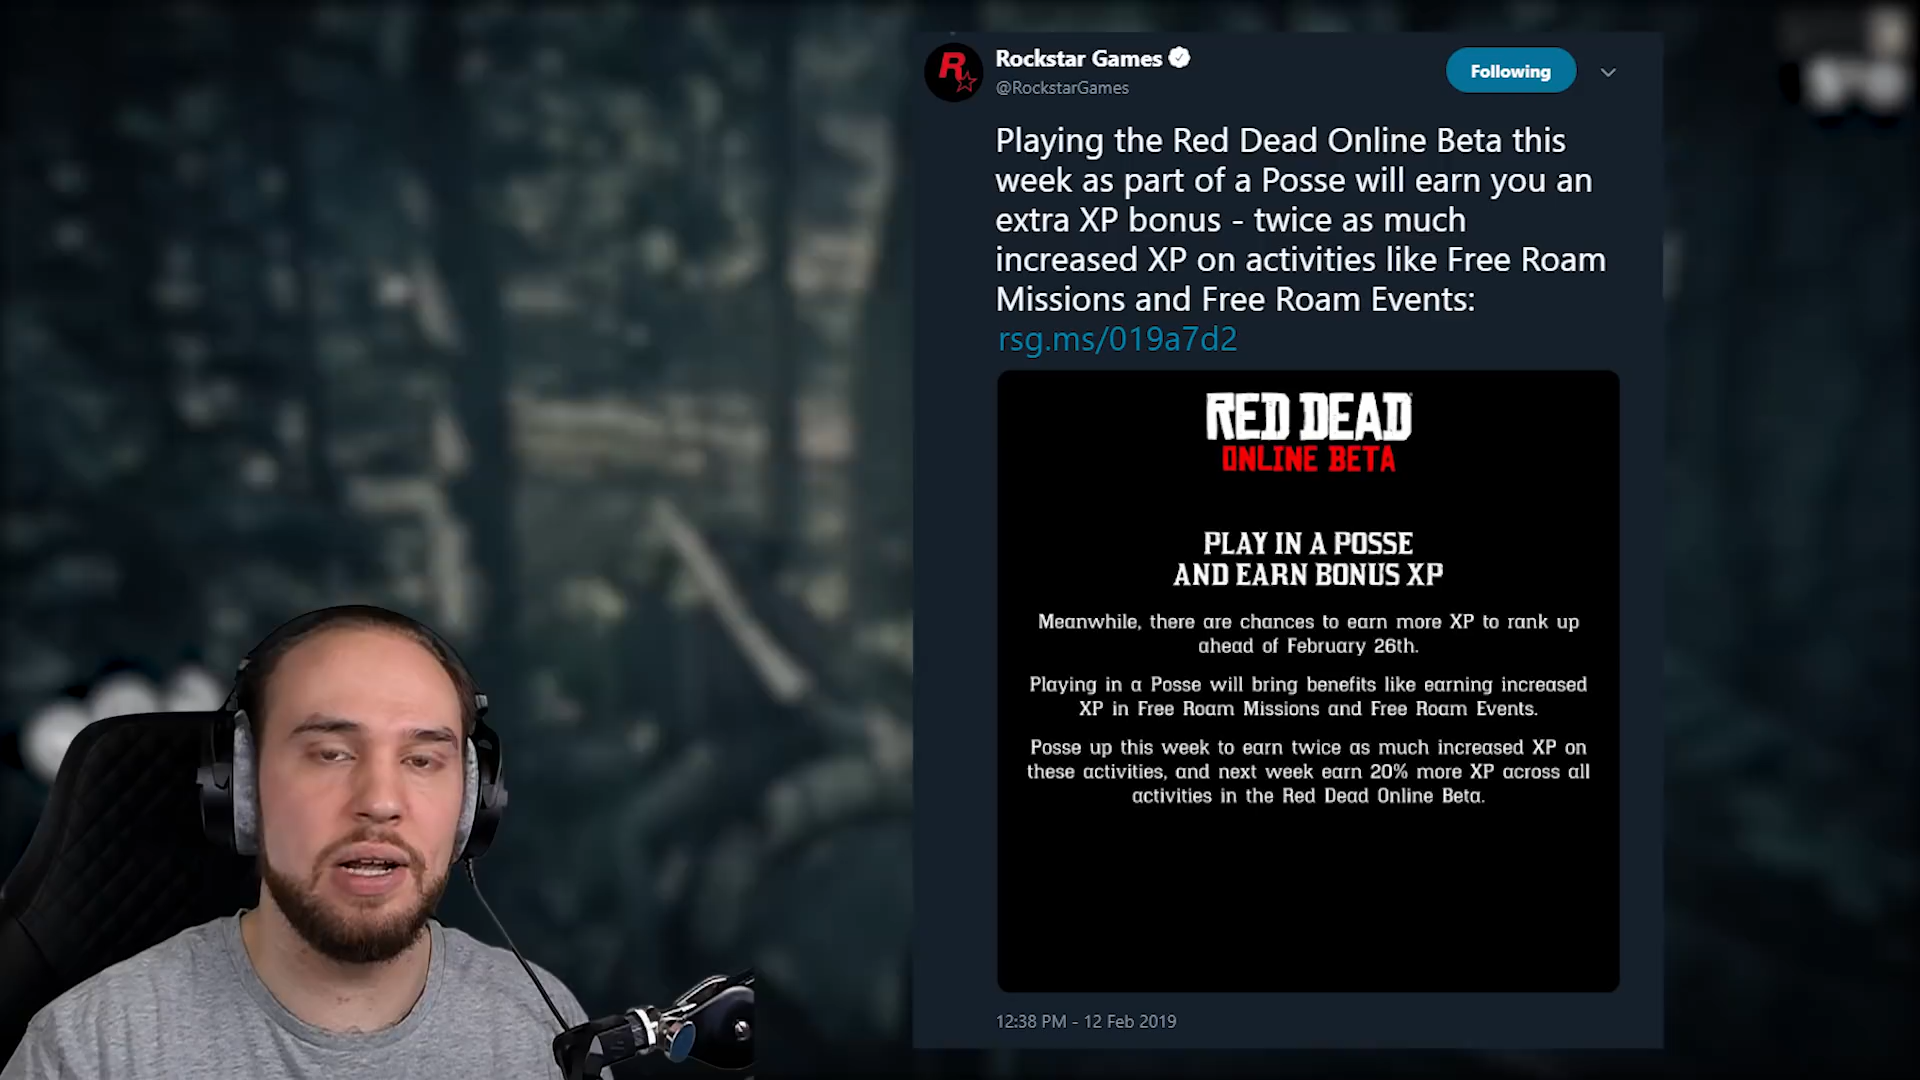 Rockstar Games
@RockstarGames
Following
Playing the Red Dead Online Beta this
week as part of a Posse will earn you an
extra XP bonus - twice as much
increased XP on activities like Free Roam
Missions and Free Roam Events:
rsg.ms/019a7d2
RED DEAD
ONLINE BETA
PLAY IN A POSSE
AND EARN BONUS XP
Meanwhile, there are chances to earn more XP to rank up
ahead of February 26th.
Playing in a Posse will bring benefits like earning increased
XP in Free Roam Missions and Free Roam Events.
Posse up this week to earn twice as much increased XP on
these activities, and next week earn 20% more XP across all
activities in the Red Dead Online Beta.
12:38 PM - 12 Feb 2019